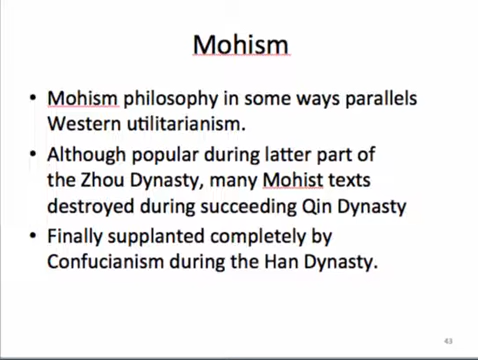 Mohism
• Mohism philosophy in some ways parallels
Western utilitarianism.
• Although popular during latter part of
the Zhou Dynasty, many Mohist texts
destroyed during succeeding Qin Dynasty
• Finally supplanted completely by
Confucianism during the Han Dynasty.
43